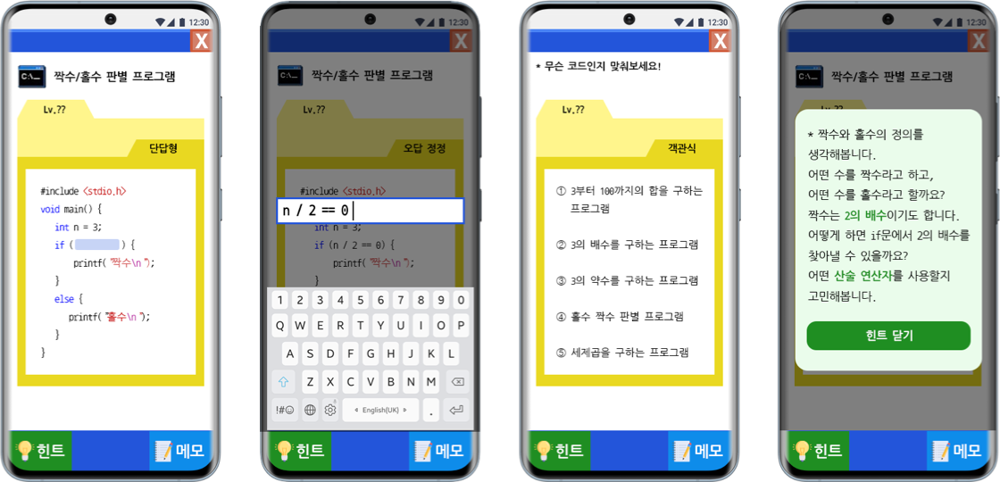 12:30
X
C:\_
짝수/홀수 판별 프로그램
Lv.??
단답형
#include <stdio.h>
void main() {
int n = 3;
if ( ) {
printf( "짝수\n ");
}
else {
printf( "홀수\n ");
}
}
힌트
메모
12:30
X
C:\_
짝수/홀수 판별 프로그램
Lv.??
오답 정정
#include <stdio.h>
n / 2 == 0
int n = 3;
if (n / 2 == 0) {
printf( "짝수\n ");
}
1 2 3 4 5 6 7 8 9 0
Q W E R T Y U I O P
A S D F G H J K L
Z X C V B N M
!#☺ English(UK) .
힌트
메모
12:30
X
* 무슨 코드인지 맞춰보세요!
Lv.??
객관식
① 3부터 100까지의 합을 구하는
프로그램
② 3의 배수를 구하는 프로그램
③ 3의 약수를 구하는 프로그램
④ 홀수 짝수 판별 프로그램
⑤ 세제곱을 구하는 프로그램
힌트
메모
12:30
X
C:\_
짝수/홀수 판별 프로그램
Lv.??
* 짝수와 홀수의 정의를
생각해봅니다.
어떤 수를 짝수라고 하고,
어떤 수를 홀수라고 할까요?
짝수는 2의 배수이기도 합니다.
어떻게 하면 if문에서 2의 배수를
찾아낼 수 있을까요?
어떤 산술 연산자를 사용할지
고민해봅니다.
힌트 닫기
힌트
메모